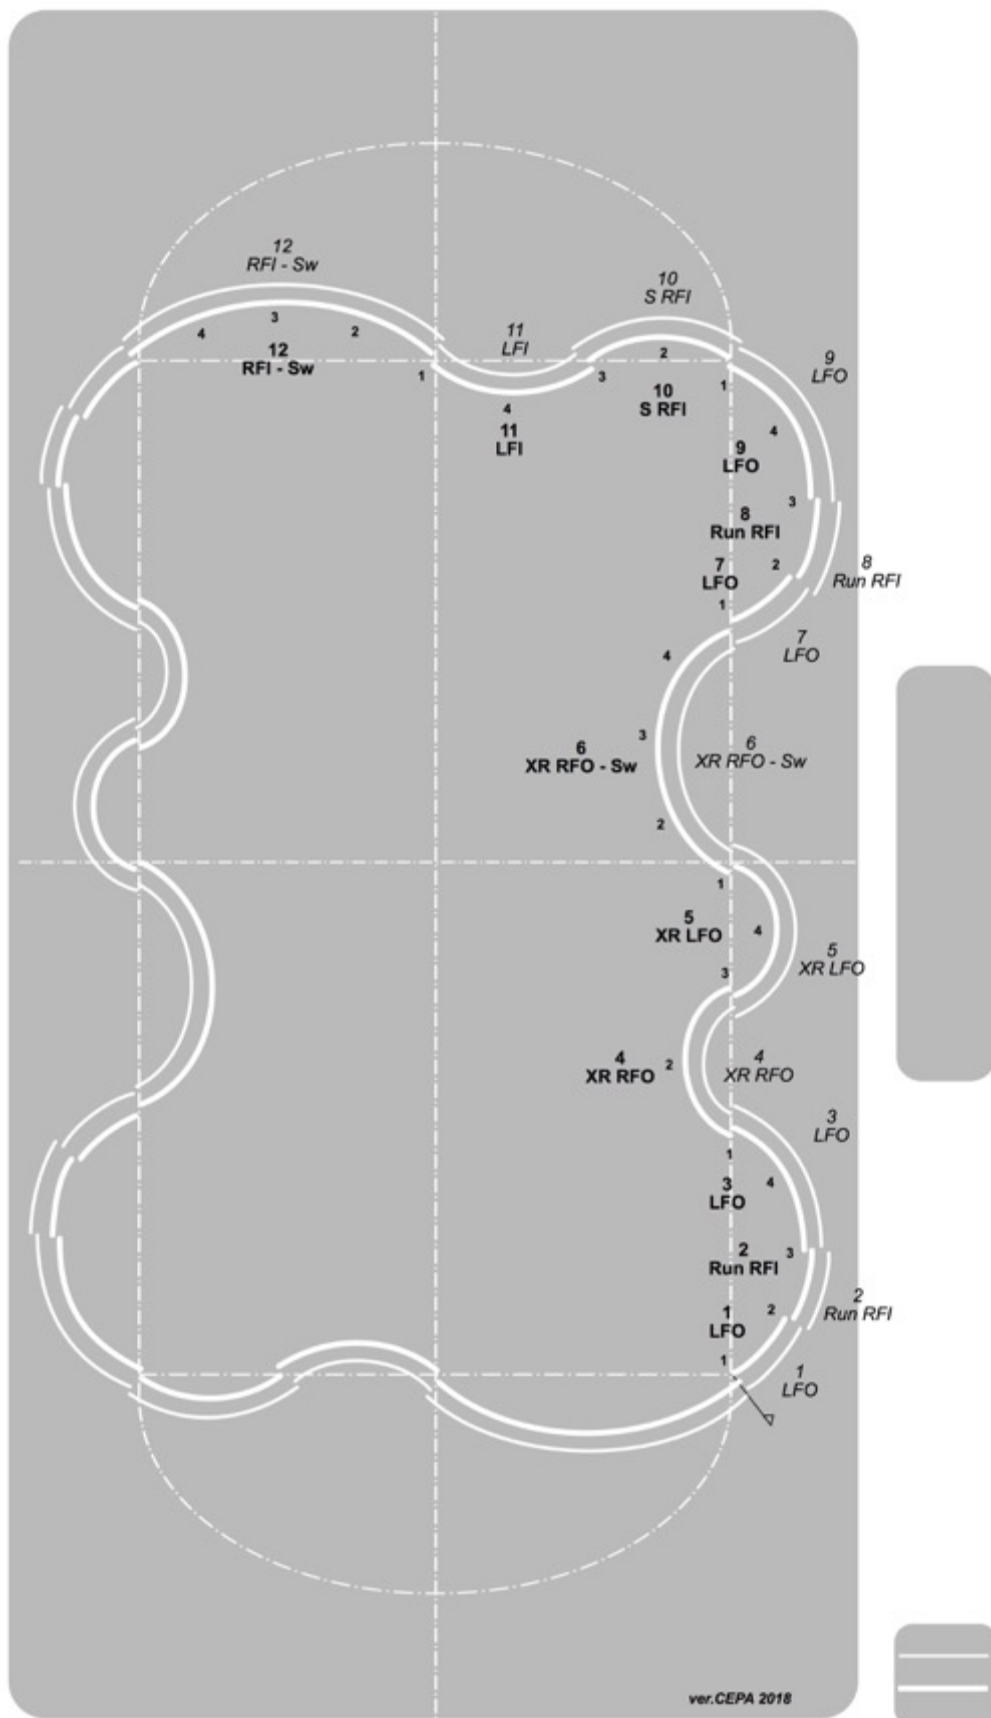 12
RFI - Sw
10
S RFI
11
LFI
4
3
2
12
RFI - Sw
1
4
11
LFI
3
2
10
S RFI
1
9
LFO
4
9
LFO
3
8
Run RFI
2
7
LFO
1
8
Run RFI
7
LFO
4
3
6
XR RFO - Sw
6
XR RFO - Sw
2
1
5
XR LFO
4
5
XR LFO
3
4
XR RFO
2
4
XR RFO
3
LFO
1
3
LFO
4
2
Run RFI
3
2
Run RFI
1
LFO
2
1
1
LFO
ver.CEPA 2018